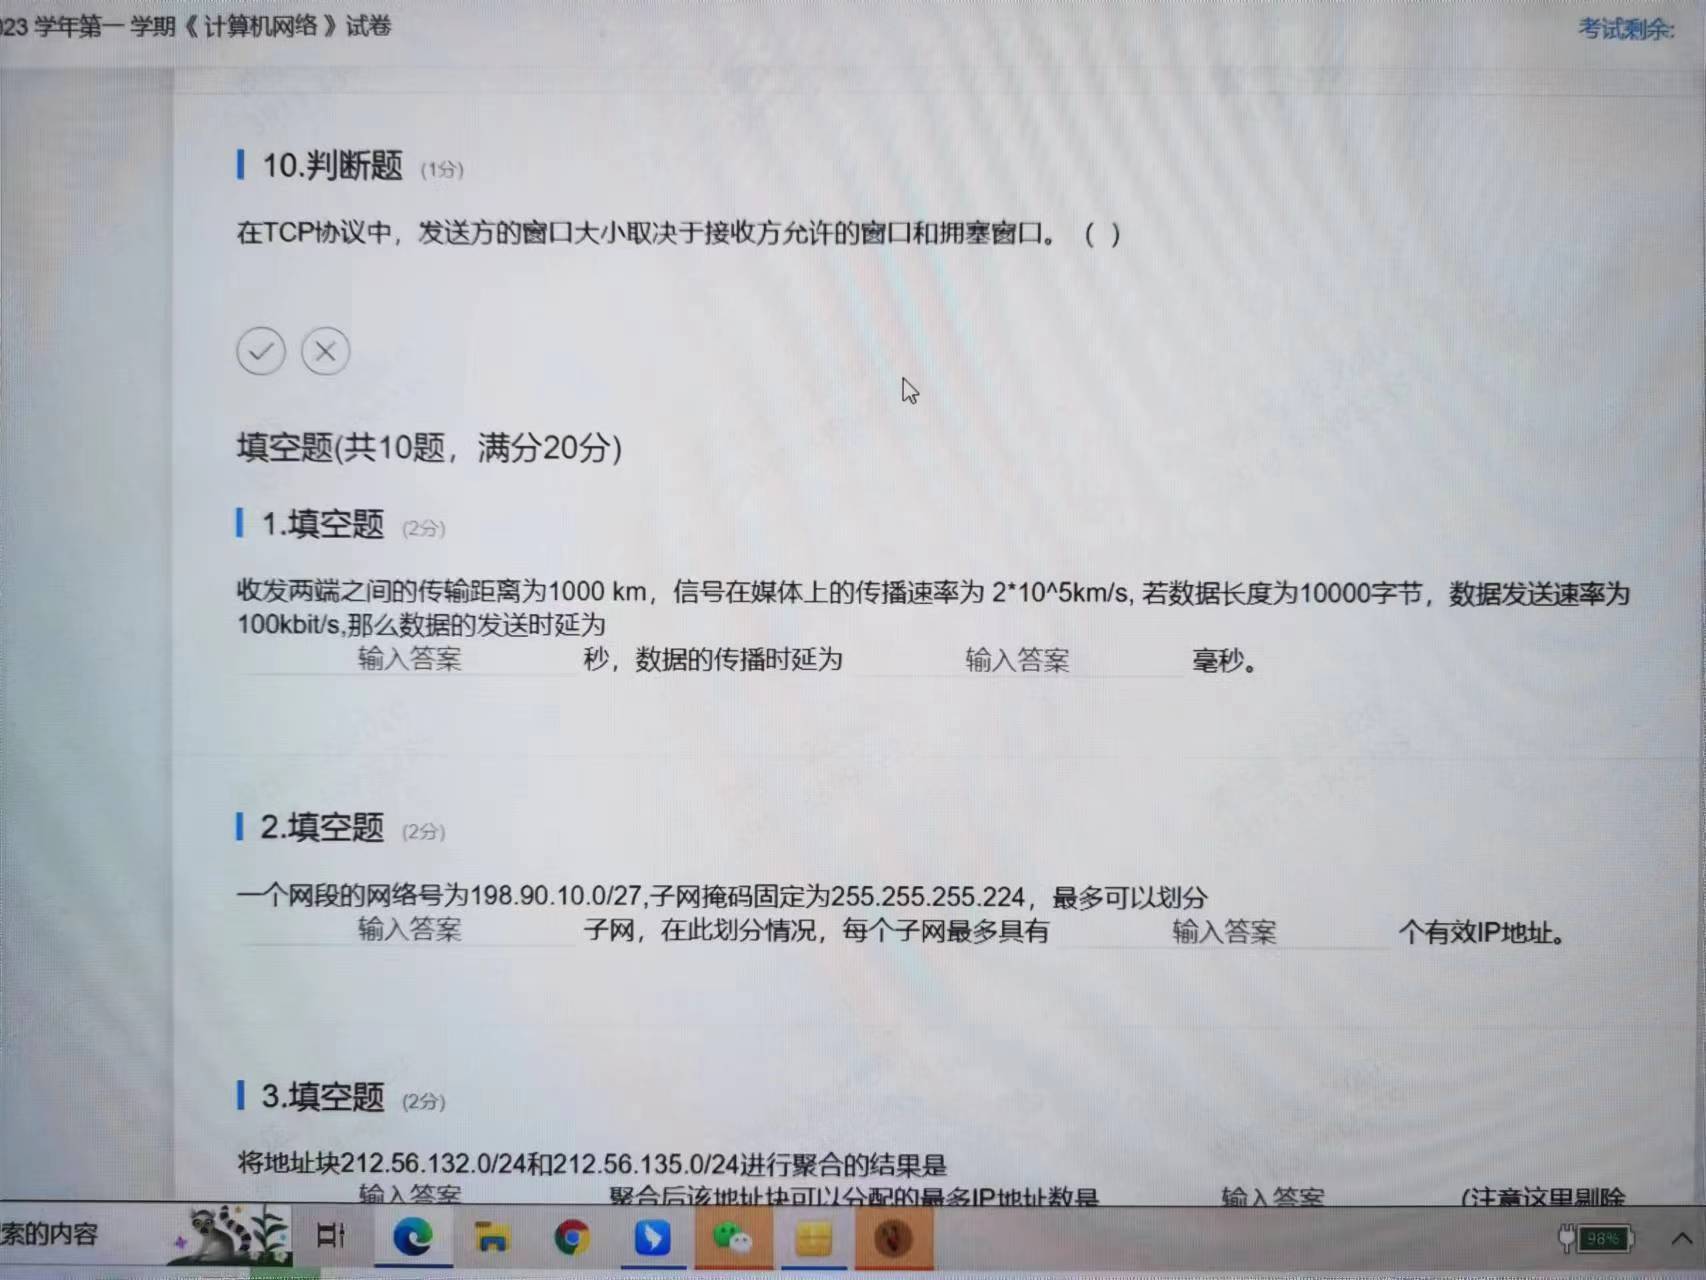 023 学年第一 学期《 计算机网络 》试卷
考试剩余:
10.判断题 (1分)
在TCP协议中，发送方的窗口大小取决于接收方允许的窗口和拥塞窗口。 ( )
填空题(共10题，满分20分)
1.填空题 (2分)
收发两端之间的传输距离为1000 km，信号在媒体上的传播速率为 2*10^5km/s, 若数据长度为10000字节，数据发送速率为
100kbit/s,那么数据的发送时延为
输入答案 秒，数据的传播时延为 输入答案 毫秒。
2.填空题 (2分)
一个网段的网络号为198.90.10.0/27,子网掩码固定为255.255.255.224，最多可以划分
输入答案 子网，在此划分情况，每个子网最多具有 输入答案 个有效IP地址。
3.填空题 (2分)
将地址块212.56.132.0/24和212.56.135.0/24进行聚合的结果是
输入答案 聚合后该地址块可以分配的最多IP地址数是 输入答案 (注意这里剔除
索的内容
98%